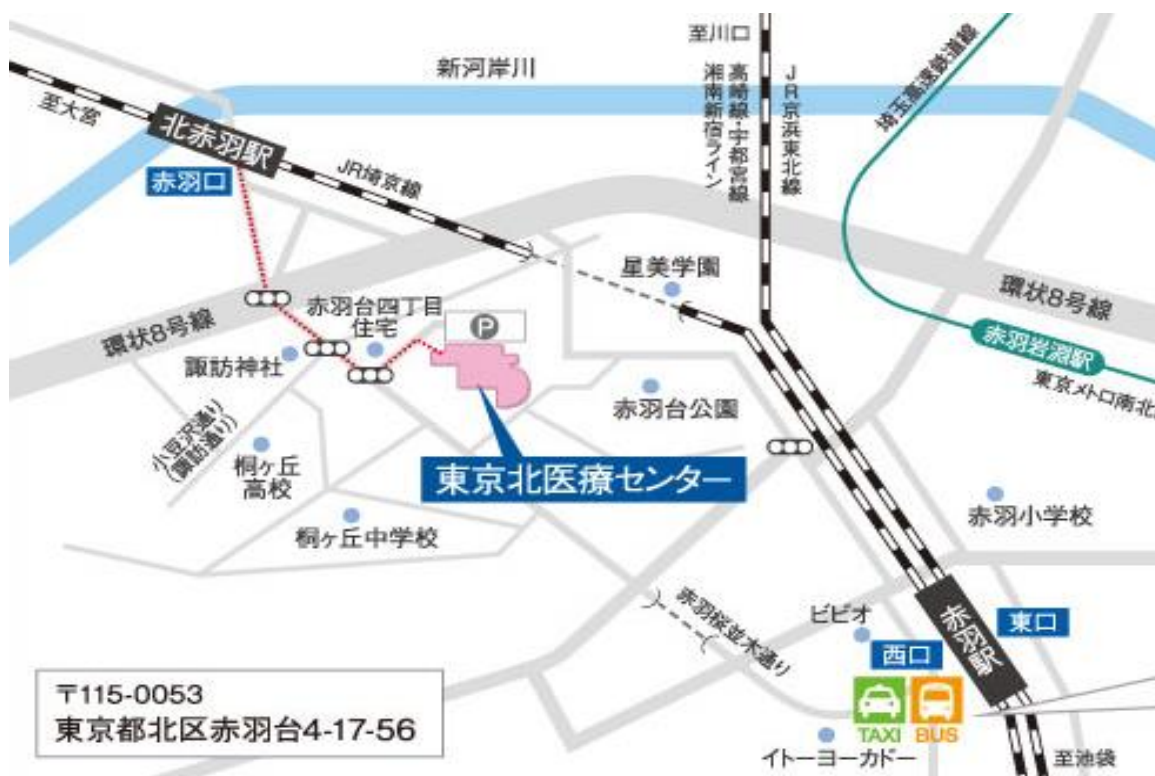 至川口
新河岸川
高崎線・宇都宮線
湘南新宿ライン
JR京浜東北線
埼玉高速鉄道線
至大宮
北赤羽駅
赤羽口
JR埼京線
星美学園
環状8号線
環状8号線
赤羽台四丁目
住宅
P
諏訪神社
赤羽岩淵駅
東京メトロ南北
赤羽台公園
小豆沢通り
(諏訪通り)
桐ヶ丘
高校
東京北医療センター
桐ヶ丘中学校
赤羽小学校
赤羽桜並木通り
ビビオ
東口
赤羽駅
西口
TAXI
BUS
イトーヨーカドー
至池袋
〒115-0053
東京都北区赤羽台4-17-56